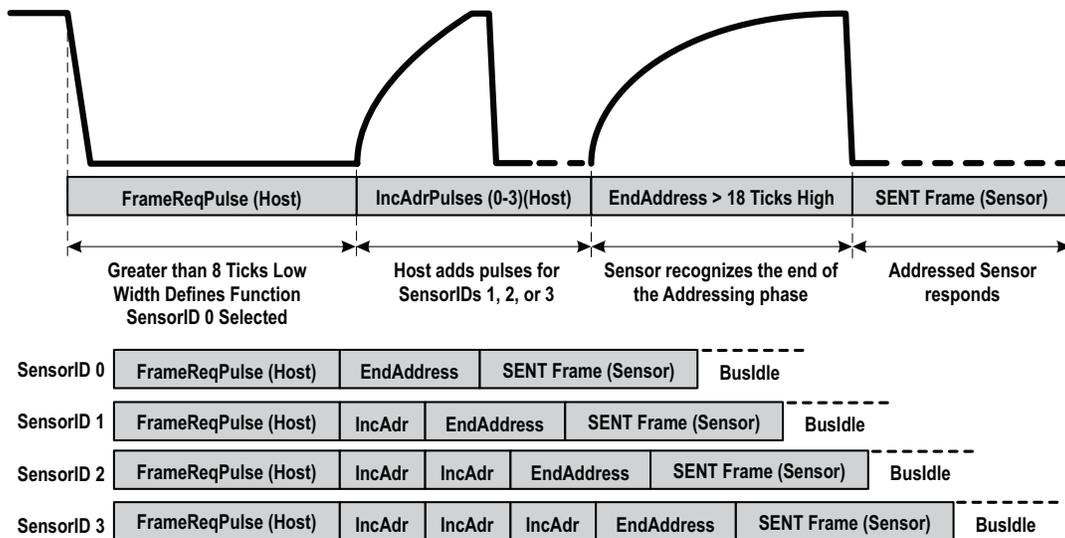 FrameReqPulse (Host) IncAdrPulses (0-3)(Host) EndAddress > 18 Ticks High SENT Frame (Sensor)
Greater than 8 Ticks Low
Width Defines Function
SensorID 0 Selected
Host adds pulses for
SensorIDs 1, 2, or 3
Sensor recognizes the end of
the Addressing phase
Addressed Sensor
responds
SensorID 0 FrameReqPulse (Host) EndAddress SENT Frame (Sensor) BusIdle
SensorID 1 FrameReqPulse (Host) IncAdr EndAddress SENT Frame (Sensor) BusIdle
SensorID 2 FrameReqPulse (Host) IncAdr IncAdr EndAddress SENT Frame (Sensor) BusIdle
SensorID 3 FrameReqPulse (Host) IncAdr IncAdr IncAdr EndAddress SENT Frame (Sensor) BusIdle